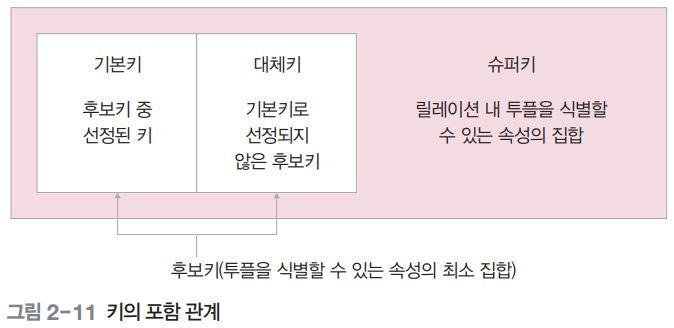 기본키
후보키 중
선정된 키
대체키
기본키로
선정되지
않은 후보키
슈퍼키
릴레이션 내 투플을 식별할
수 있는 속성의 집합
후보키(투플을 식별할 수 있는 속성의 최소 집합)
그림 2-11 키의 포함 관계